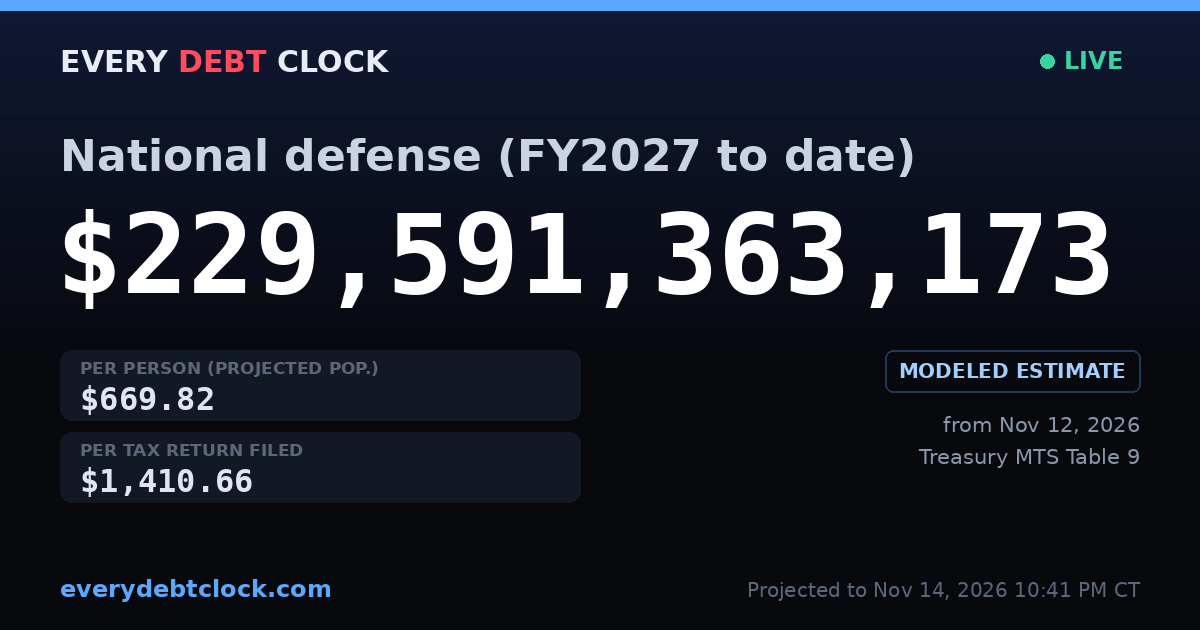 EVERY DEBT CLOCK
LIVE
National defense (FY2027 to date)
$229,591,363,173
PER PERSON (PROJECTED POP.)
$669.82
PER TAX RETURN FILED
$1,410.66
MODELED ESTIMATE
from Nov 12, 2026
Treasury MTS Table 9
everydebtclock.com
Projected to Nov 14, 2026 10:41 PM CT